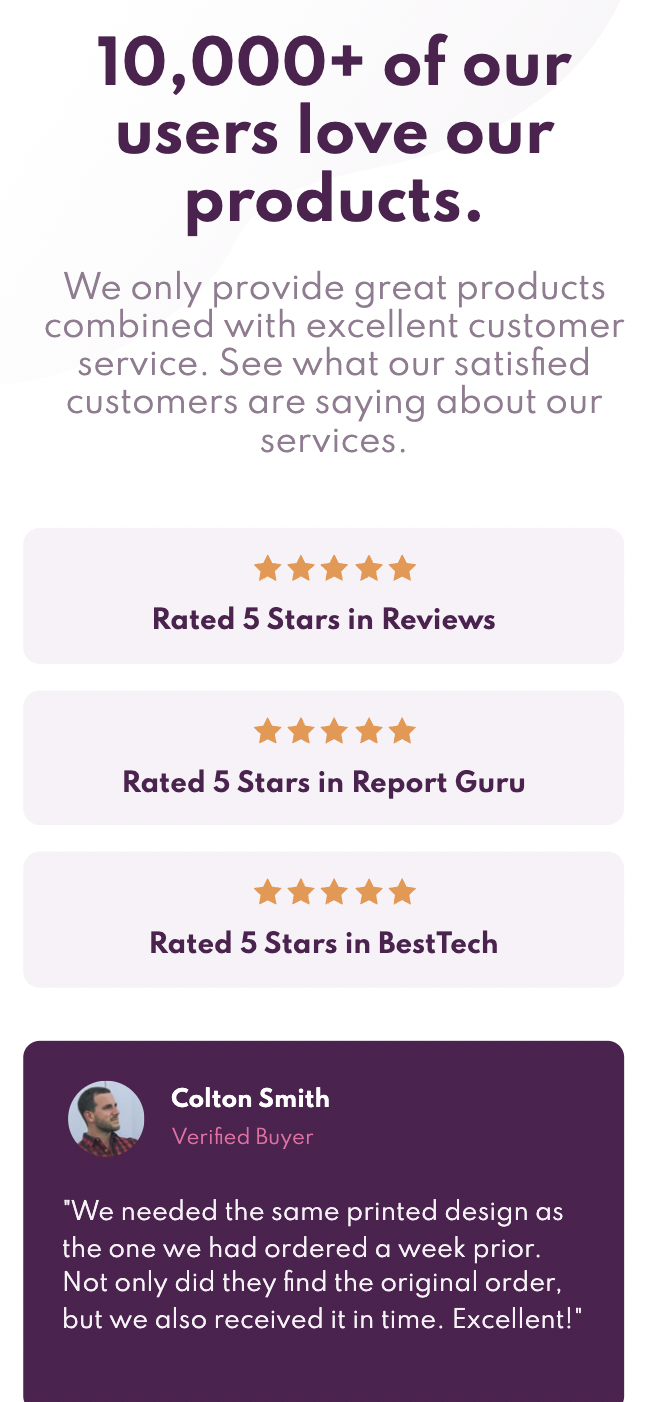 10,000+ of our
users love our
products.
We only provide great products
combined with excellent customer
service. See what our satisfied
customers are saying about our
services.
Rated 5 Stars in Reviews
Rated 5 Stars in Report Guru
Rated 5 Stars in BestTech
Colton Smith
Verified Buyer
"We needed the same printed design as
the one we had ordered a week prior.
Not only did they find the original order,
but we also received it in time. Excellent!"